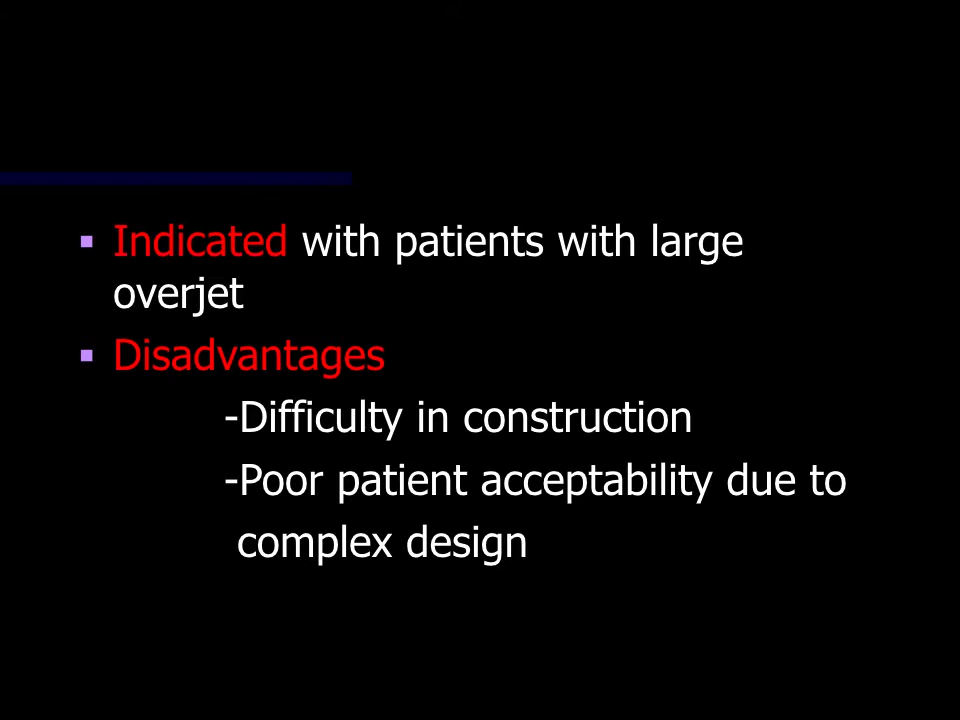 ▪ Indicated with patients with large
overjet
▪ Disadvantages
-Difficulty in construction
-Poor patient acceptability due to
complex design